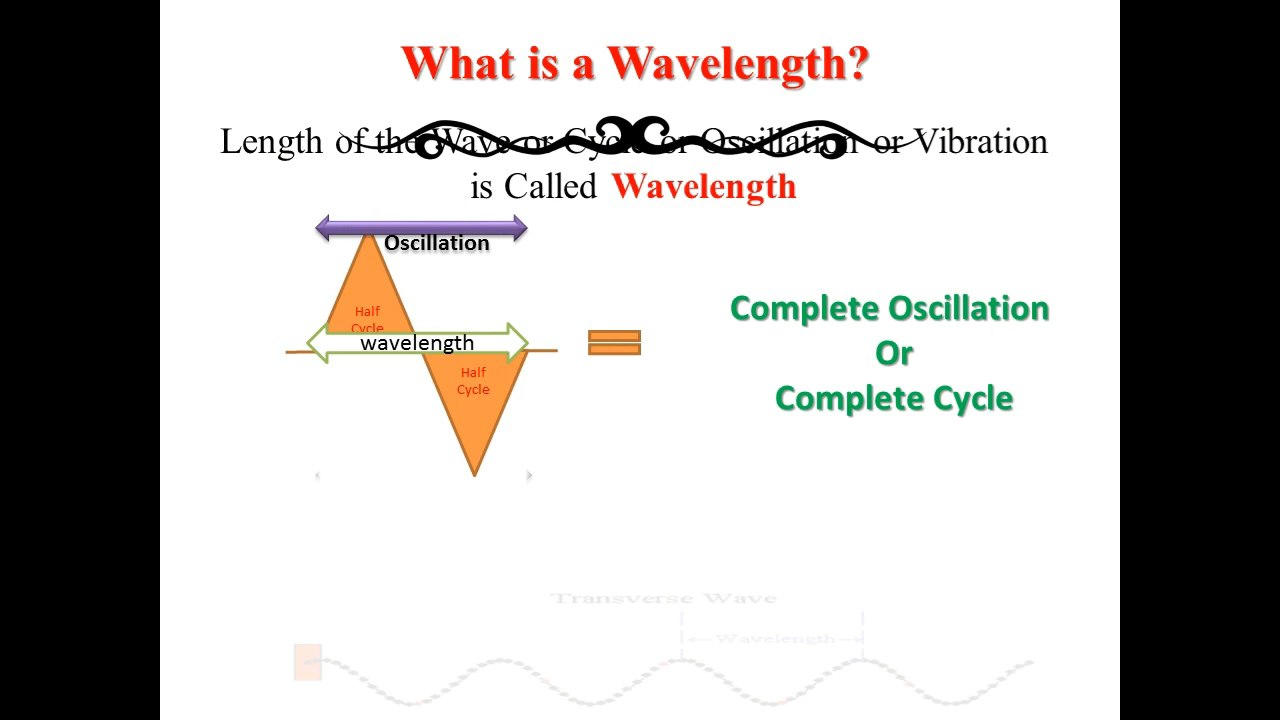 What is a Wavelength?
Length of the Wave or Cycle or Oscillation or Vibration
is Called Wavelength
Oscillation
Half
Cycle
wavelength
Half
Cycle
Complete Oscillation
Or
Complete Cycle
Transverse Wave
Wavelength